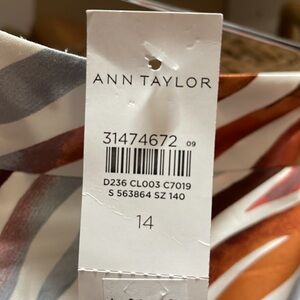 ANN TAYLOR
31474672 09
D236 CL003 C7019
S 563864 SZ 140
14